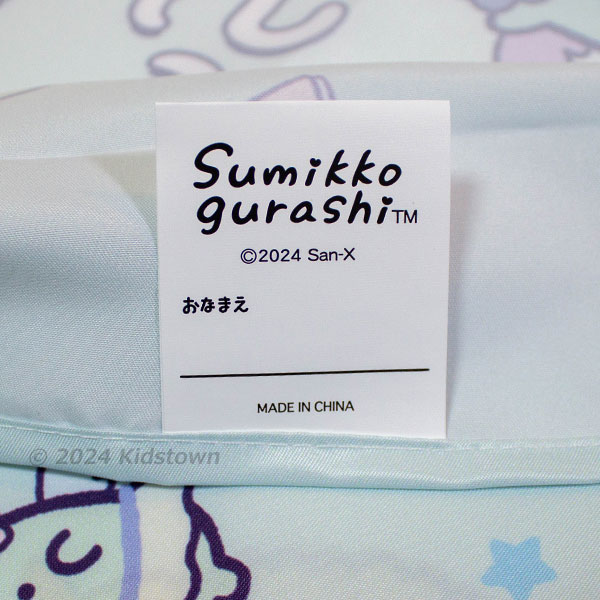 Sumikko
gurashi™
©2024 San-X
おなまえ
MADE IN CHINA
© 2024 Kidstown